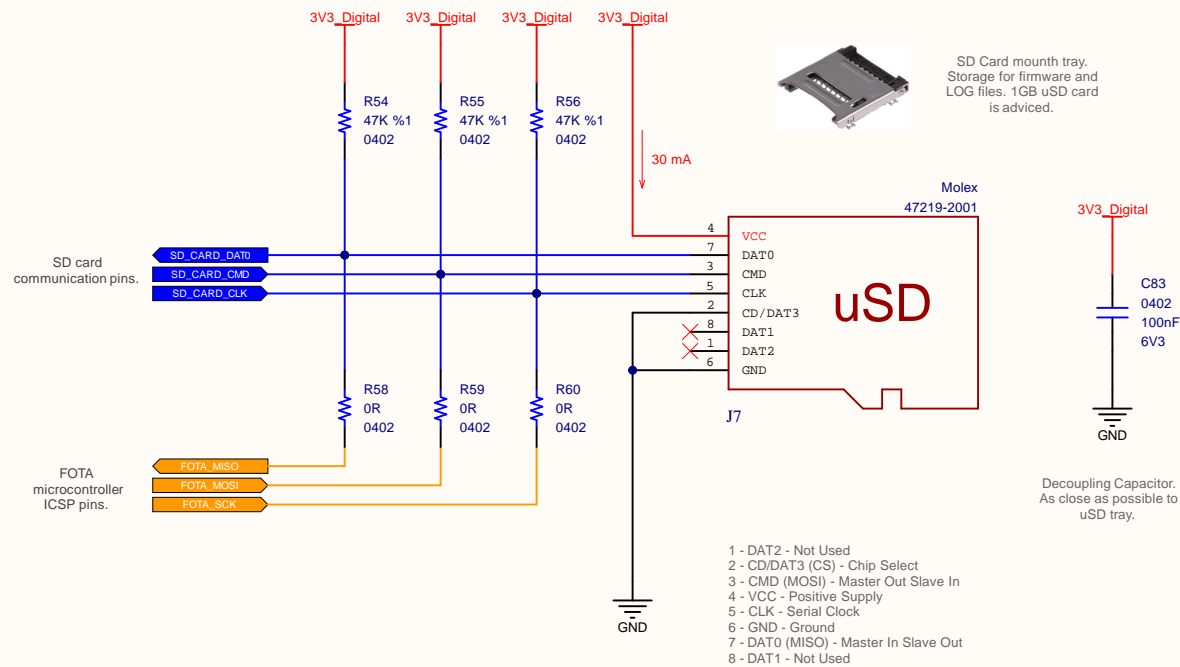 3V3_Digital
3V3_Digital
3V3_Digital
3V3_Digital
SD Card mounth tray.
Storage for firmware and
LOG files. 1GB uSD card
is adviced.
R54
47K %1
0402
R55
47K %1
0402
R56
47K %1
0402
30 mA
Molex
47219-2001
3V3_Digital
SD card
communication pins.
SD_CARD_DAT0
SD_CARD_CMD
SD_CARD_CLK
4 VCC
7 DAT0
3 CMD
5 CLK
2 CD/DAT3
8 DAT1
1 DAT2
6 GND
uSD
J7
C83
0402
100nF
6V3
GND
R58
0R
0402
R59
0R
0402
R60
0R
0402
FOTA
microcontroller
ICSP pins.
FOTA_MISO
FOTA_MOSI
FOTA_SCK
Decoupling Capacitor.
As close as possible to
uSD tray.
GND
1 - DAT2 - Not Used
2 - CD/DAT3 (CS) - Chip Select
3 - CMD (MOSI) - Master Out Slave In
4 - VCC - Positive Supply
5 - CLK - Serial Clock
6 - GND - Ground
7 - DAT0 (MISO) - Master In Slave Out
8 - DAT1 - Not Used